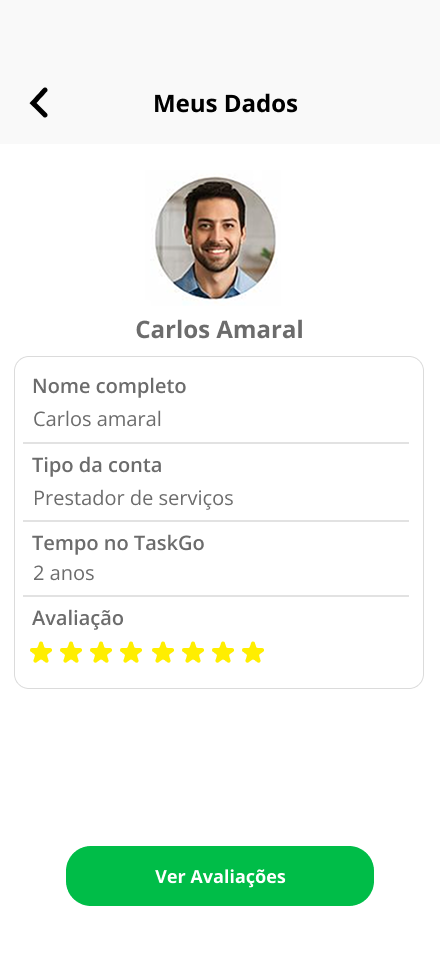 Meus Dados
Carlos Amaral
Nome completo
Carlos amaral
Tipo da conta
Prestador de serviços
Tempo no TaskGo
2 anos
Avaliação
Ver Avaliações